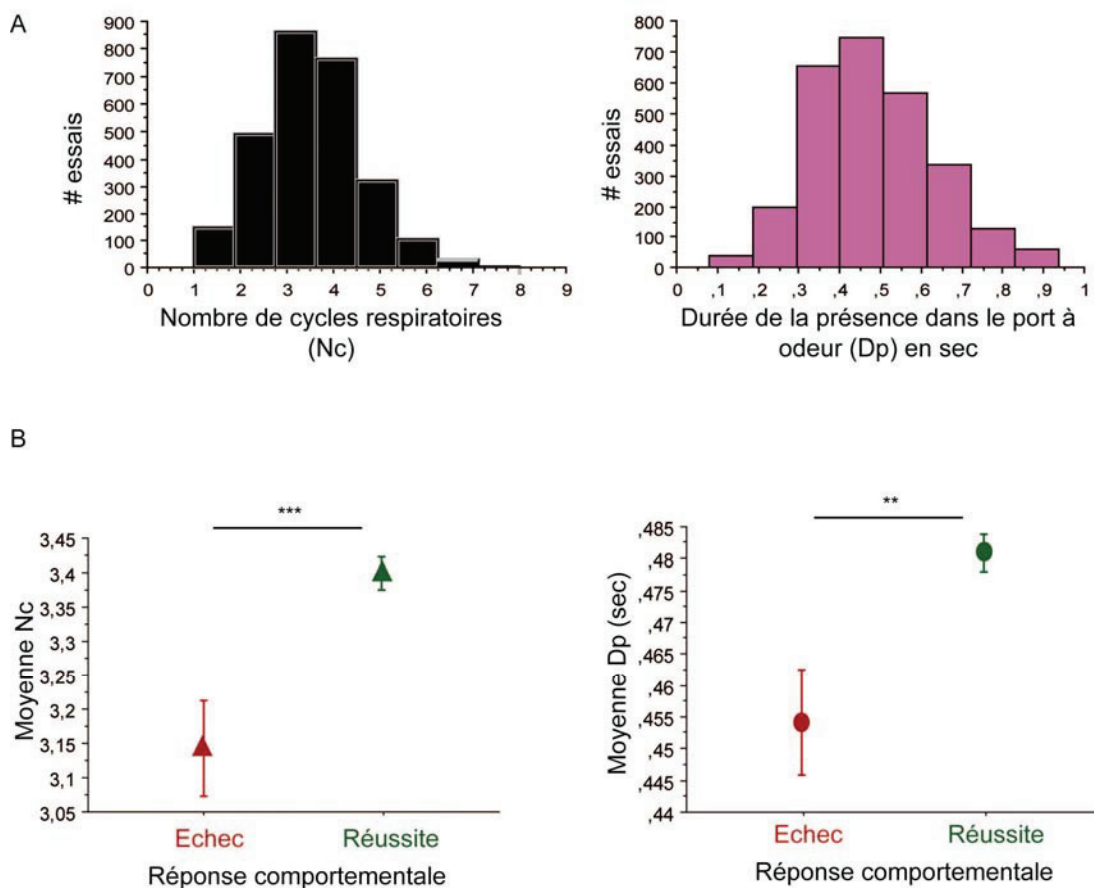 A
# essais
900
800
700
600
500
400
300
200
100
0
0 1 2 3 4 5 6 7 8 9
Nombre de cycles respiratoires
(Nc)
# essais
800
700
600
500
400
300
200
100
0
0 ,1 ,2 ,3 ,4 ,5 ,6 ,7 ,8 ,9 1
Durée de la présence dans le port à
odeur (Dp) en sec
B
***
Moyenne Nc
3,45
3,4
3,35
3,3
3,25
3,2
3,15
3,1
3,05
Echec Réussite
Réponse comportementale
**
Moyenne Dp (sec)
,485
,48
,475
,47
,465
,46
,455
,45
,445
,44
Echec Réussite
Réponse comportementale